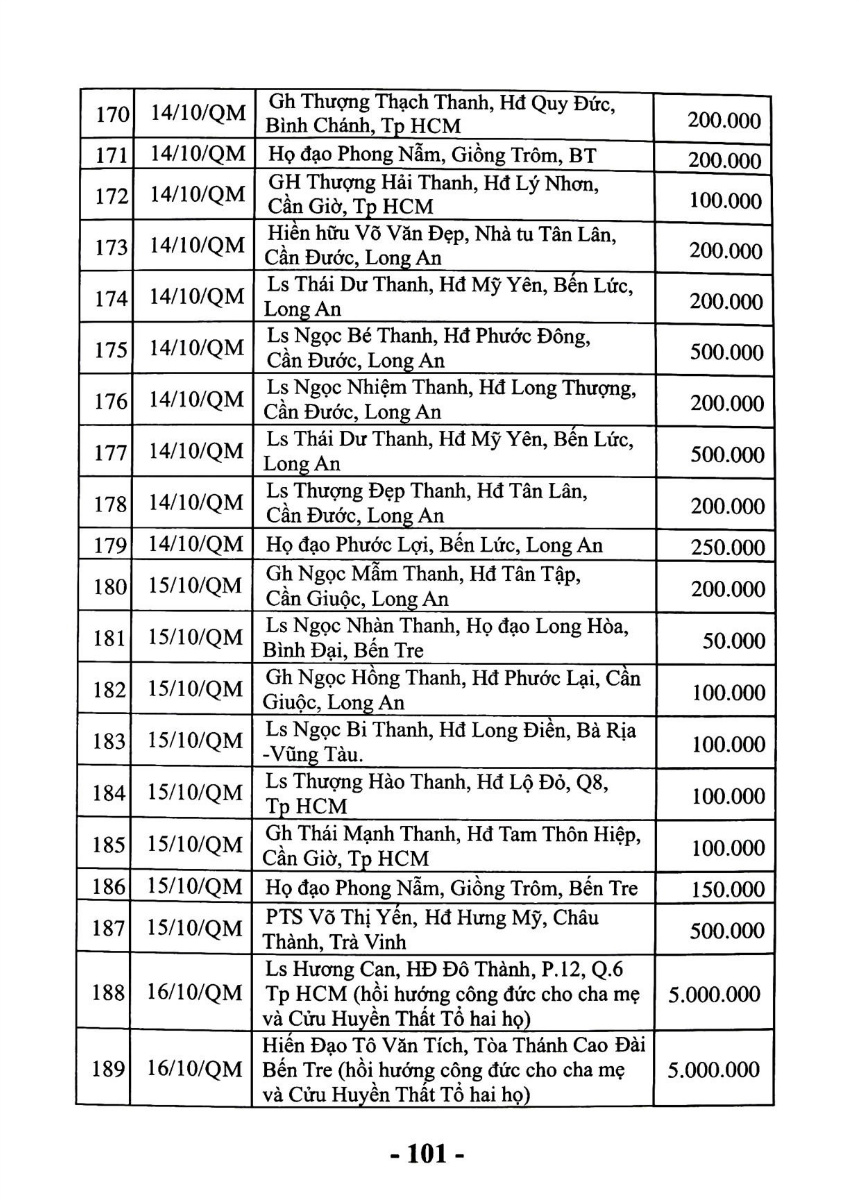 170 14/10/QM Gh Thượng Thạch Thanh, Hđ Quy Đức,
Bình Chánh, Tp HCM 200.000
171 14/10/QM Họ đạo Phong Nẫm, Giồng Trôm, BT 200.000
172 14/10/QM GH Thượng Hải Thanh, Hđ Lý Nhơn,
Cần Giờ, Tp HCM 100.000
173 14/10/QM Hiền hữu Võ Văn Đẹp, Nhà tu Tân Lân,
Cần Đước, Long An 200.000
174 14/10/QM Ls Thái Dư Thanh, Hđ Mỹ Yên, Bến Lức,
Long An 200.000
175 14/10/QM Ls Ngọc Bé Thanh, Hđ Phước Đông,
Cần Đước, Long An 500.000
176 14/10/QM Ls Ngọc Nhiệm Thanh, Hđ Long Thượng,
Cần Đước, Long An 200.000
177 14/10/QM Ls Thái Dư Thanh, Hđ Mỹ Yên, Bến Lức,
Long An 500.000
178 14/10/QM Ls Thượng Đẹp Thanh, Hđ Tân Lân,
Cần Đước, Long An 200.000
179 14/10/QM Họ đạo Phước Lợi, Bến Lức, Long An 250.000
180 15/10/QM Gh Ngọc Mẫm Thanh, Hđ Tân Tập,
Cần Giuộc, Long An 200.000
181 15/10/QM Ls Ngọc Nhàn Thanh, Họ đạo Long Hòa,
Bình Đại, Bến Tre 50.000
182 15/10/QM Gh Ngọc Hồng Thanh, Hđ Phước Lại, Cần
Giuộc, Long An 100.000
183 15/10/QM Ls Ngọc Bi Thanh, Hđ Long Điền, Bà Rịa
-Vũng Tàu. 100.000
184 15/10/QM Ls Thượng Hào Thanh, Hđ Lộ Đỏ, Q8,
Tp HCM 100.000
185 15/10/QM Gh Thái Mạnh Thanh, Hđ Tam Thôn Hiệp,
Cần Giờ, Tp HCM 100.000
186 15/10/QM Họ đạo Phong Nẫm, Giồng Trôm, Bến Tre 150.000
187 15/10/QM PTS Võ Thị Yến, Hđ Hưng Mỹ, Châu
Thành, Trà Vinh 500.000
Ls Hương Can, HĐ Đô Thành, P.12, Q.6
188 16/10/QM Tp HCM (hồi hướng công đức cho cha mẹ 5.000.000
và Cửu Huyền Thất Tổ hai họ)
Hiến Đạo Tô Văn Tích, Tòa Thánh Cao Đài
189 16/10/QM Bến Tre (hồi hướng công đức cho cha mẹ 5.000.000
và Cửu Huyền Thất Tổ hai họ)
- 101 -